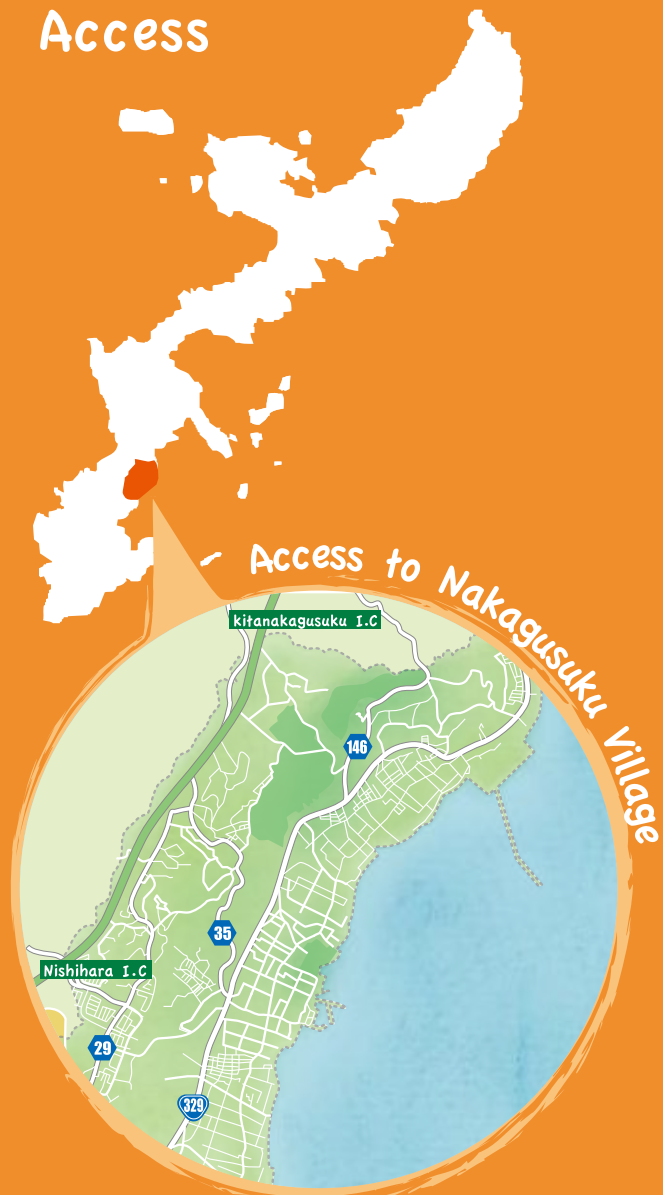 Access
Access to Nakagusuku Village
kitanakagusuku I.C
146
35
Nishihara I.C
29
329